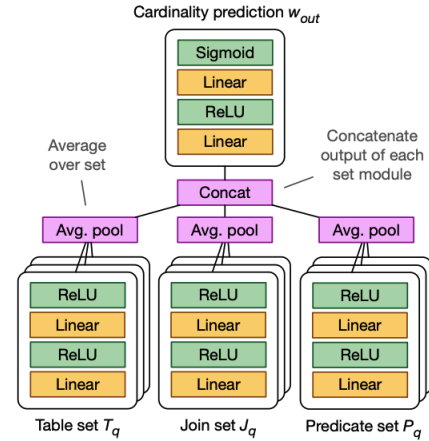 Cardinality prediction w_out
Sigmoid
Linear
ReLU
Linear
Average
over set
Concatenate
output of each
set module
Concat
Avg. pool
Avg. pool
Avg. pool
ReLU
Linear
ReLU
Linear
ReLU
Linear
ReLU
Linear
ReLU
Linear
ReLU
Linear
Table set T_q
Join set J_q
Predicate set P_q